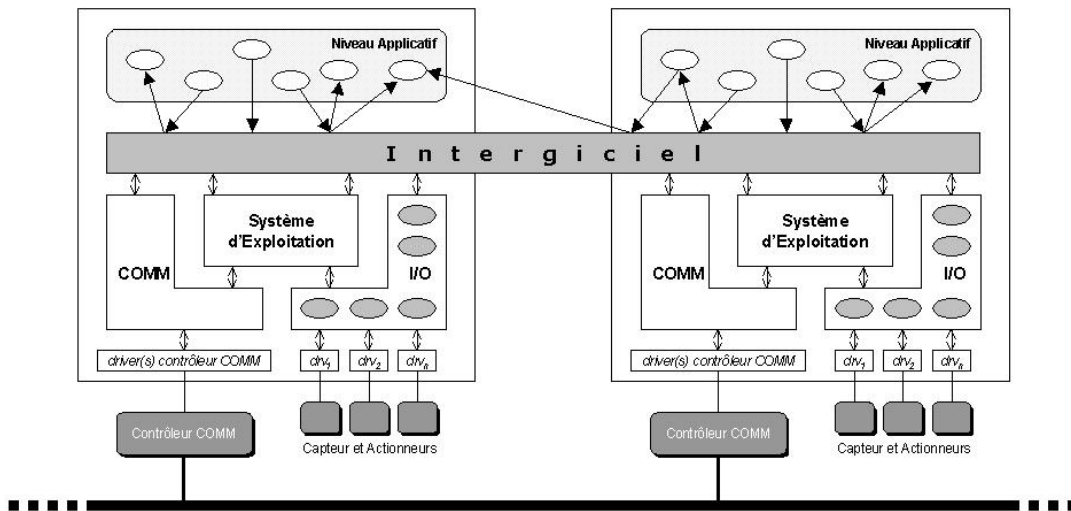 Niveau Applicatif
Niveau Applicatif
Intergiciel
Système
d'Exploitation
COMM
I/O
Système
d'Exploitation
COMM
I/O
driver(s) contrôleur COMM
drv1
drv2
drvn
driver(s) contrôleur COMM
drv1
drv2
drvn
Contrôleur COMM
Capteur et Actionneurs
Contrôleur COMM
Capteur et Actionneurs